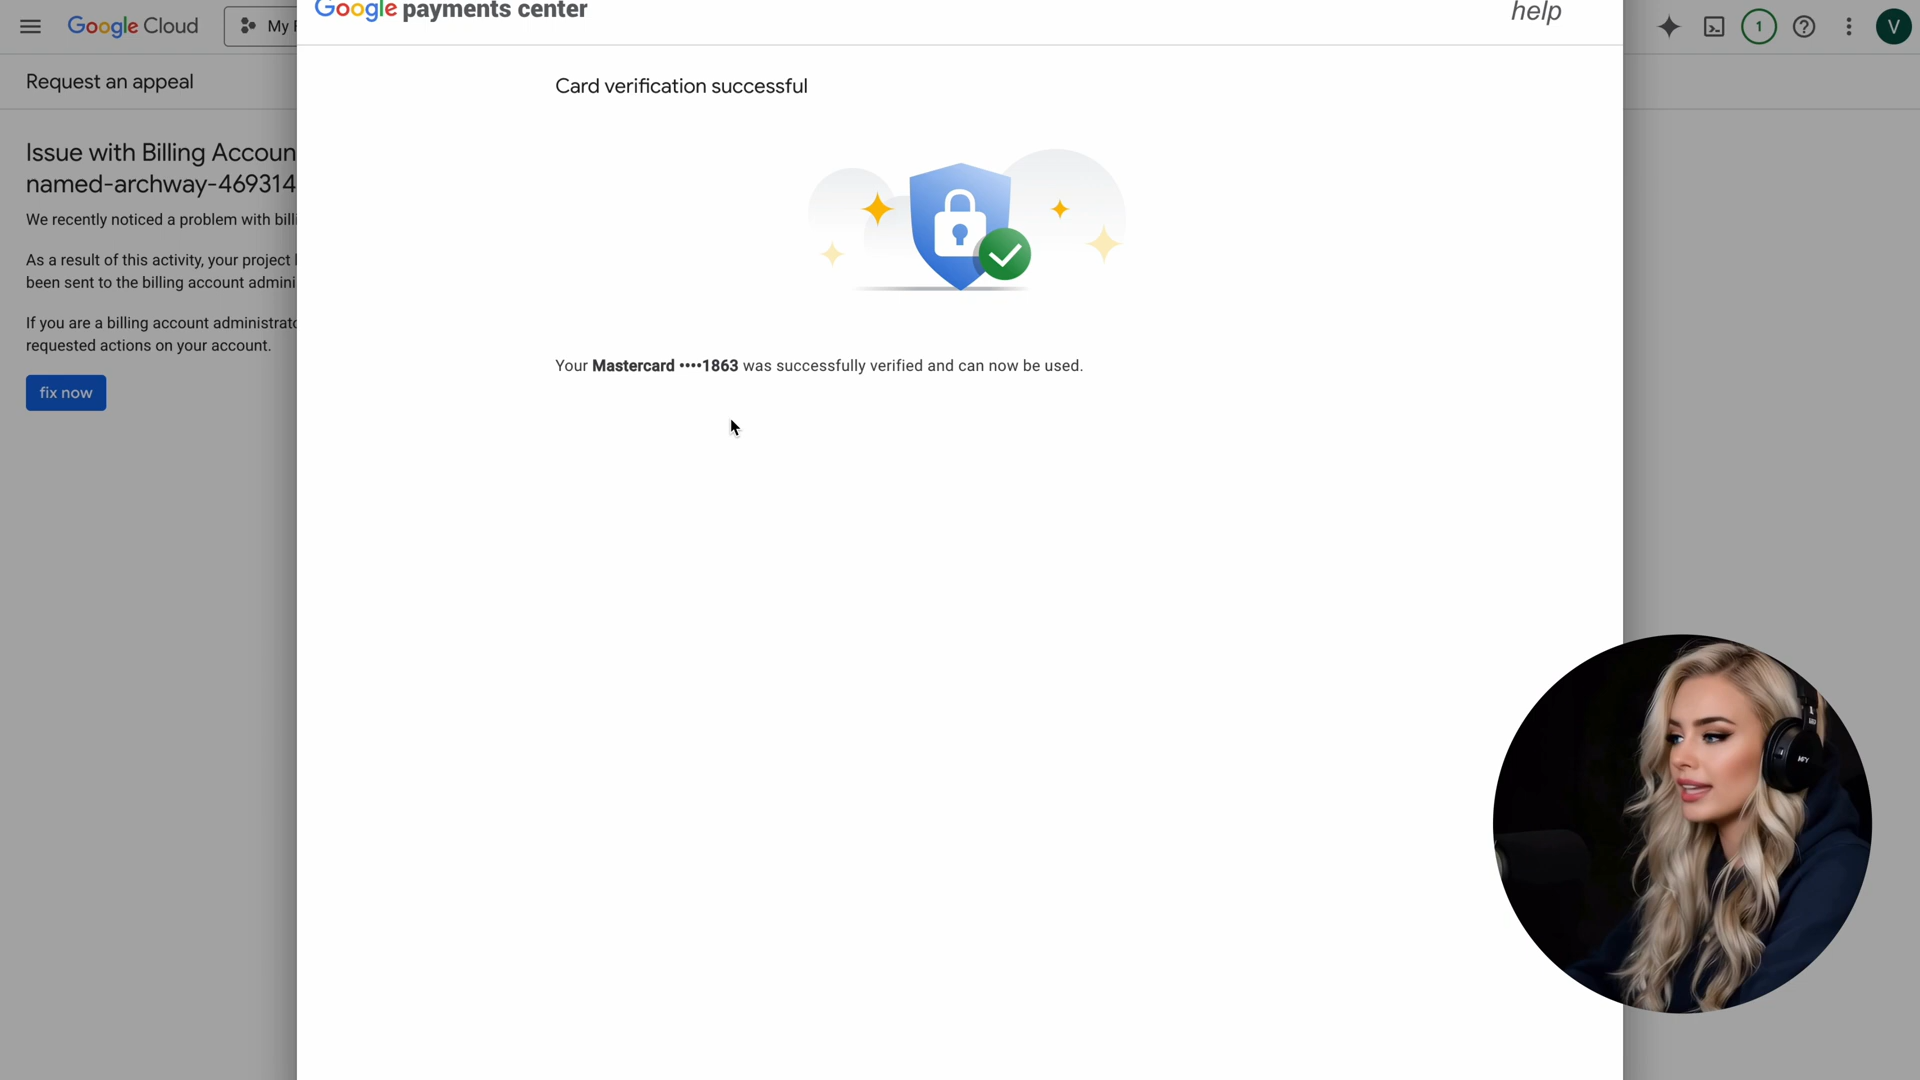 Google payments center
help
Google Cloud
My
1
V
Request an appeal
Card verification successful
Issue with Billing Accoun
named-archway-469314
We recently noticed a problem with billi
As a result of this activity, your project
been sent to the billing account admini
If you are a billing account administrato
requested actions on your account.
fix now
Your Mastercard ••••1863 was successfully verified and can now be used.